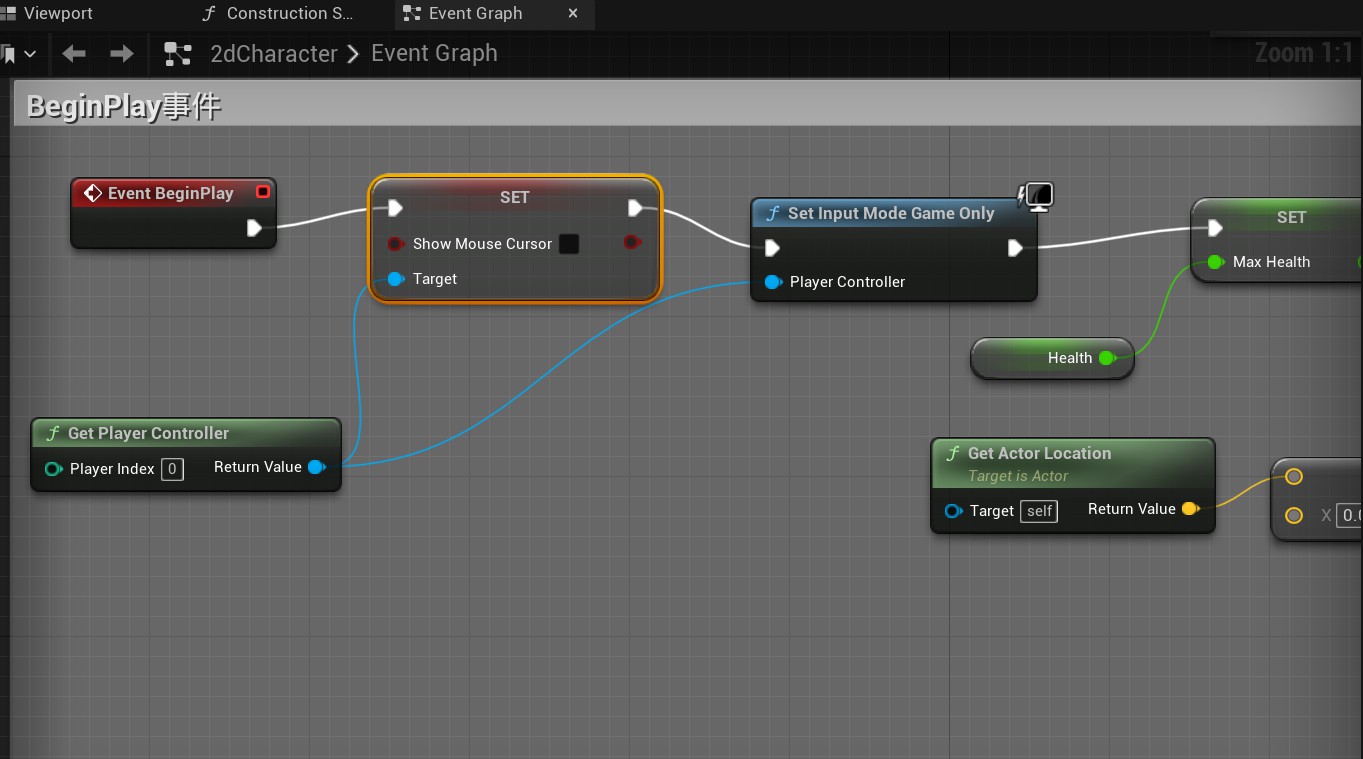 Viewport
Construction S...
Event Graph
2dCharacter
Event Graph
Zoom 1:1
BeginPlay事件
Event BeginPlay
SET
Show Mouse Cursor
Target
Set Input Mode Game Only
Player Controller
SET
Max Health
Health
Get Player Controller
Player Index 0 Return Value
Get Actor Location
Target is Actor
Target self Return Value
X 0.